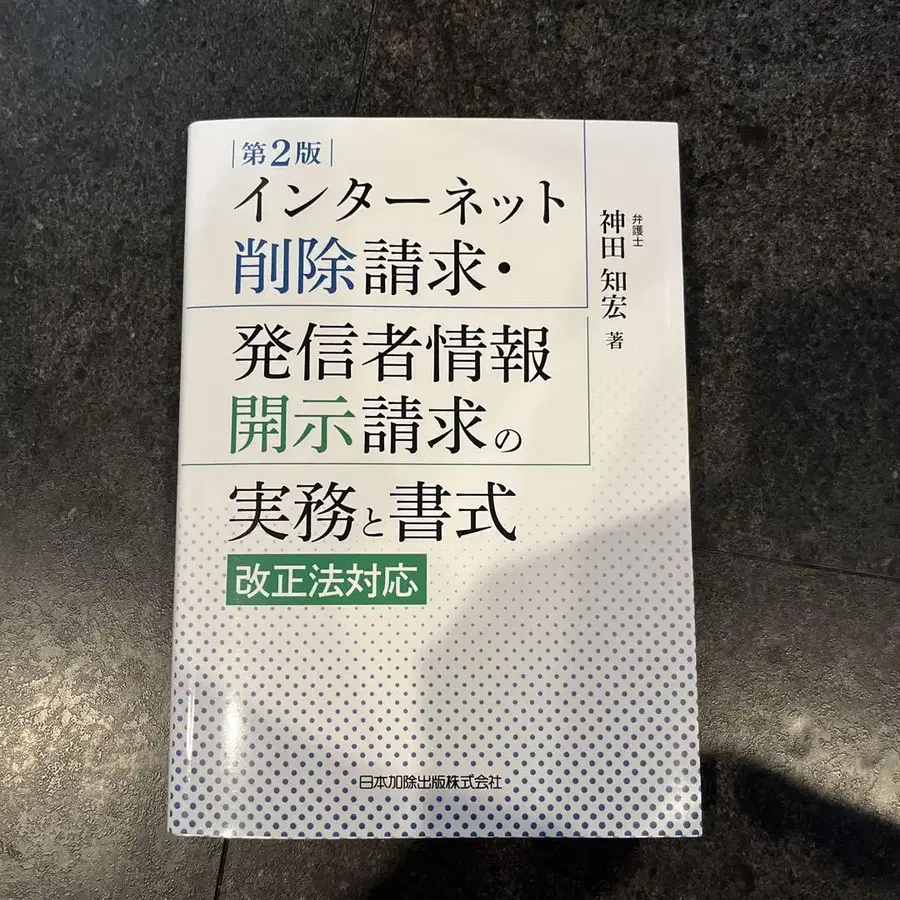 第2版
インターネット
削除請求・
発信者情報
開示請求の
実務と書式
改正法対応
弁護士
神田 知宏 著
日本加除出版株式会社